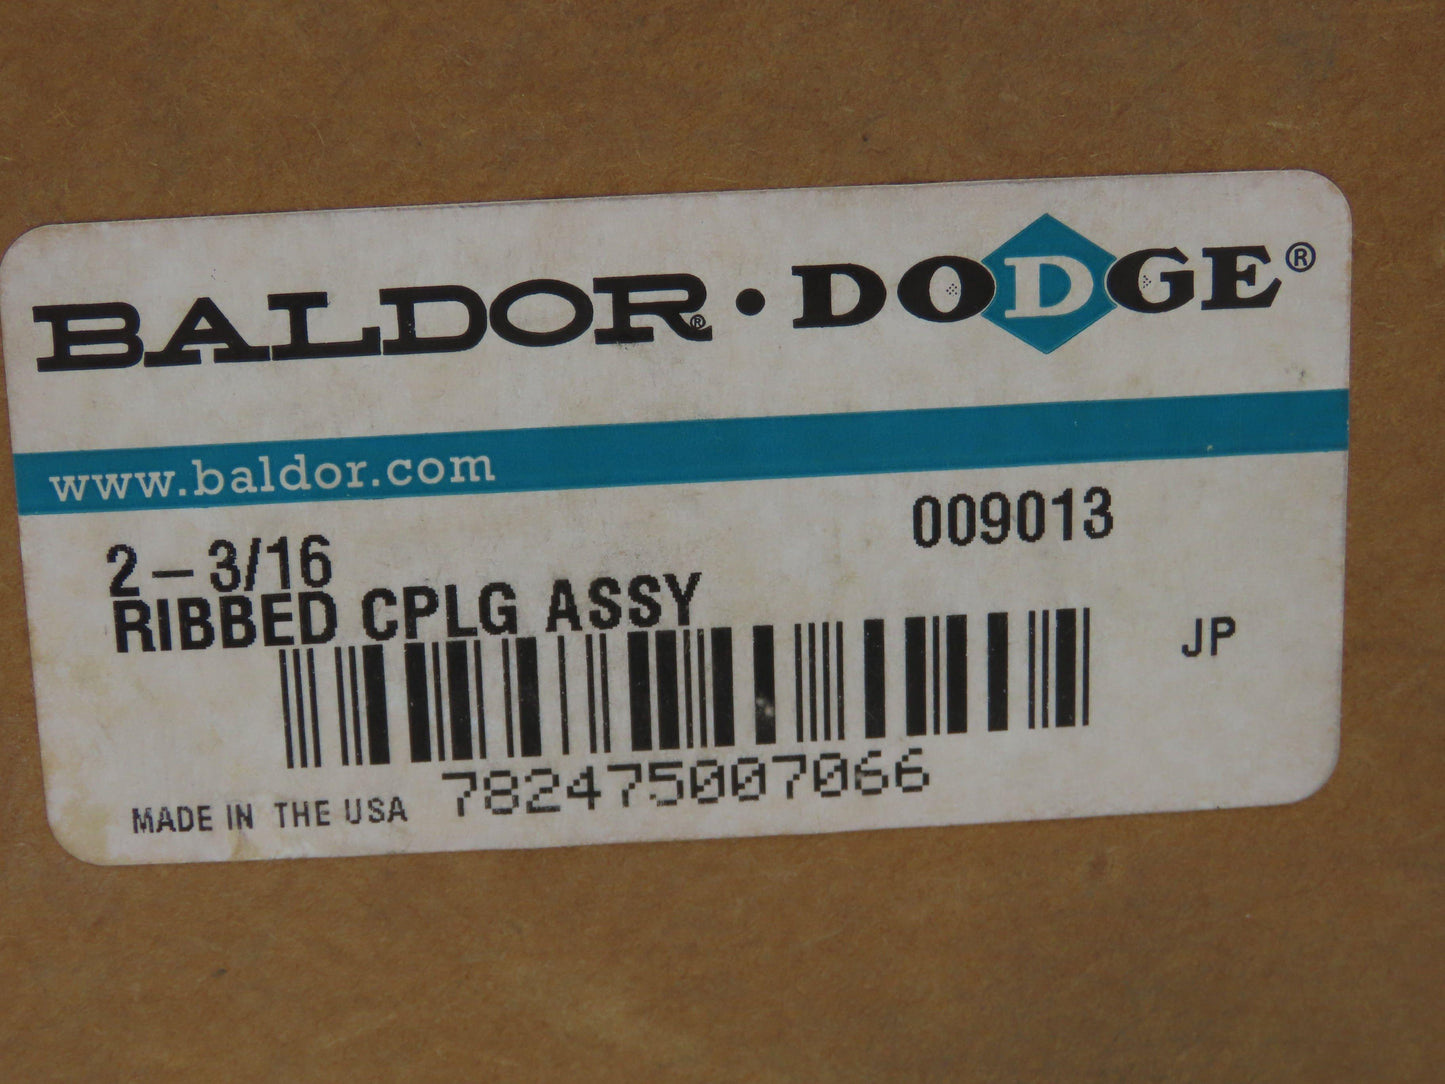 BALDOR® • DODGE®
www.baldor.com
009013
2-3/16
RIBBED CPLG ASSY
JP
782475007066
MADE IN THE USA